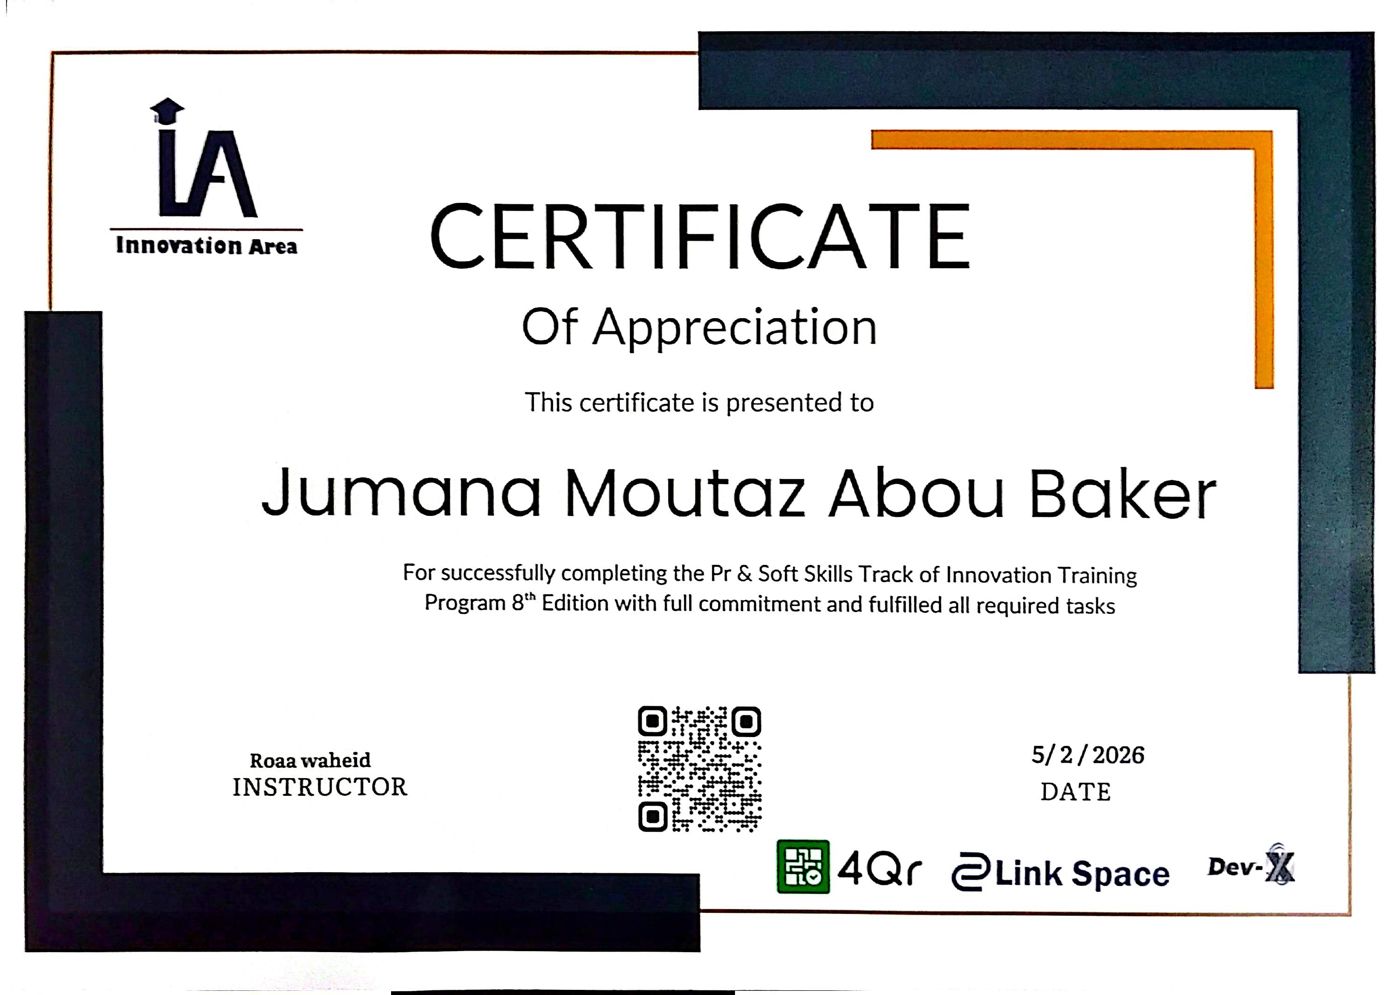 iA
Innovation Area
CERTIFICATE
Of Appreciation
This certificate is presented to
Jumana Moutaz Abou Baker
For successfully completing the Pr & Soft Skills Track of Innovation Training
Program 8th Edition with full commitment and fulfilled all required tasks
Roaa waheid
INSTRUCTOR
5/ 2 / 2026
DATE
4Qr
Link Space
Dev-X